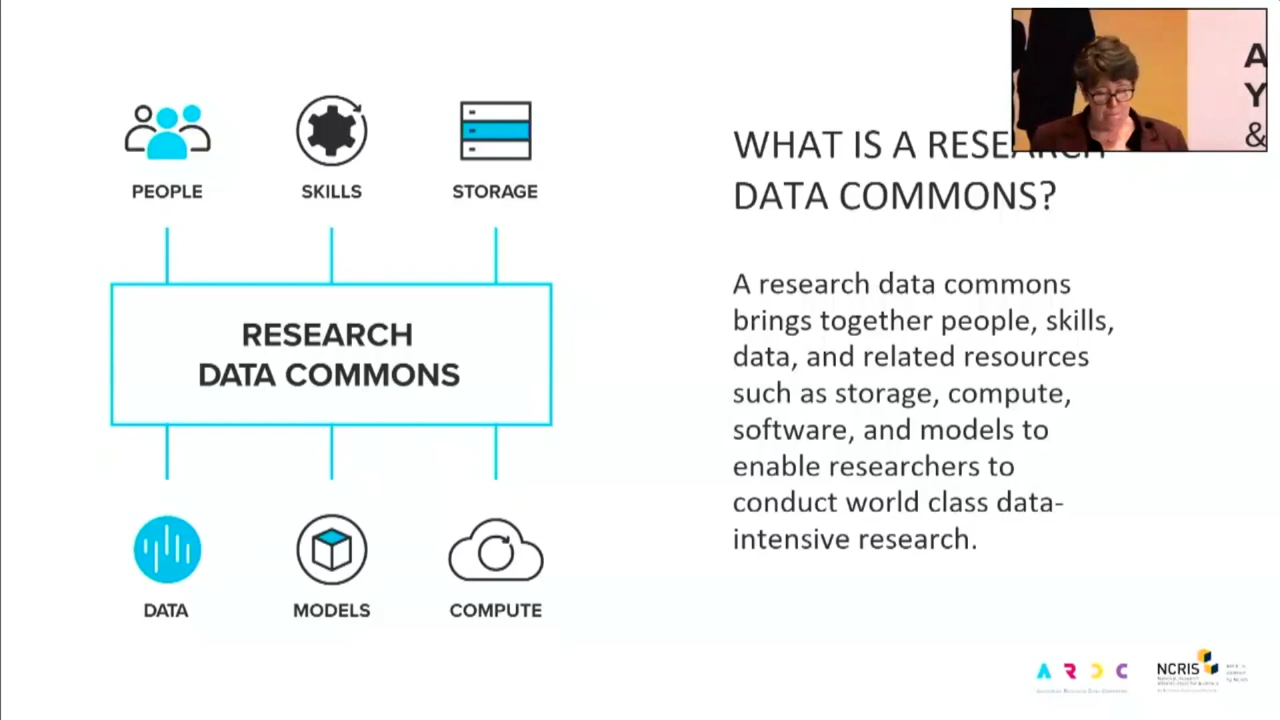 PEOPLE
SKILLS
STORAGE
RESEARCH
DATA COMMONS
DATA
MODELS
COMPUTE
WHAT IS A RESEARCH
DATA COMMONS?
A research data commons
brings together people, skills,
data, and related resources
such as storage, compute,
software, and models to
enable researchers to
conduct world class data-
intensive research.
A
Y
&
ARDC
NCRIS